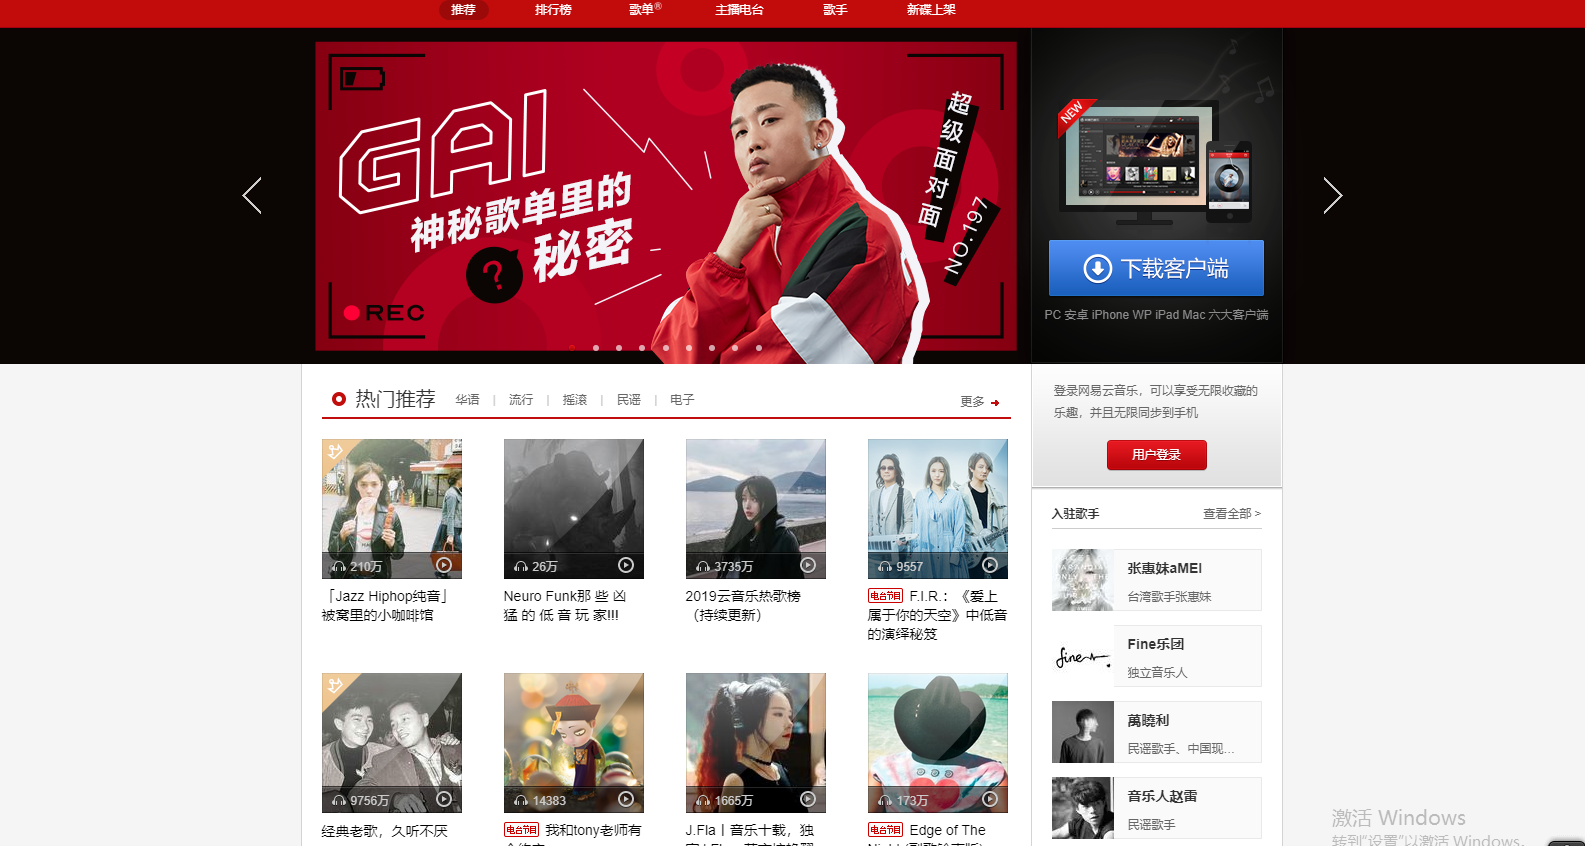 推荐
排行榜
歌单®
主播电台
歌手
新碟上架
GAI
神秘歌单里的
秘密
?
REC
超级面对面
NO.197
NEW
下载客户端
PC 安卓 iPhone WP iPad Mac 六大客户端
热门推荐
华语 | 流行 | 摇滚 | 民谣 | 电子
更多
登录网易云音乐，可以享受无限收藏的
乐趣，并且无限同步到手机
用户登录
210万
26万
3735万
9557
「Jazz Hiphop纯音」
被窝里的小咖啡馆
Neuro Funk那 些 凶
猛 的 低 音 玩 家!!!
2019云音乐热歌榜
（持续更新）
电台节目 F.I.R.：《爱上
属于你的天空》中低音
的演绎秘笈
9756万
14383
1665万
173万
经典老歌，久听不厌
电台节目 我和tony老师有
J.Fla丨音乐十载，独
电台节目 Edge of The
入驻歌手
查看全部 >
张惠妹aMEI
台湾歌手张惠妹
fine
Fine乐团
独立音乐人
萬曉利
民谣歌手、中国现...
音乐人赵雷
民谣歌手
激活 Windows
转到"设置"以激活 Windows。